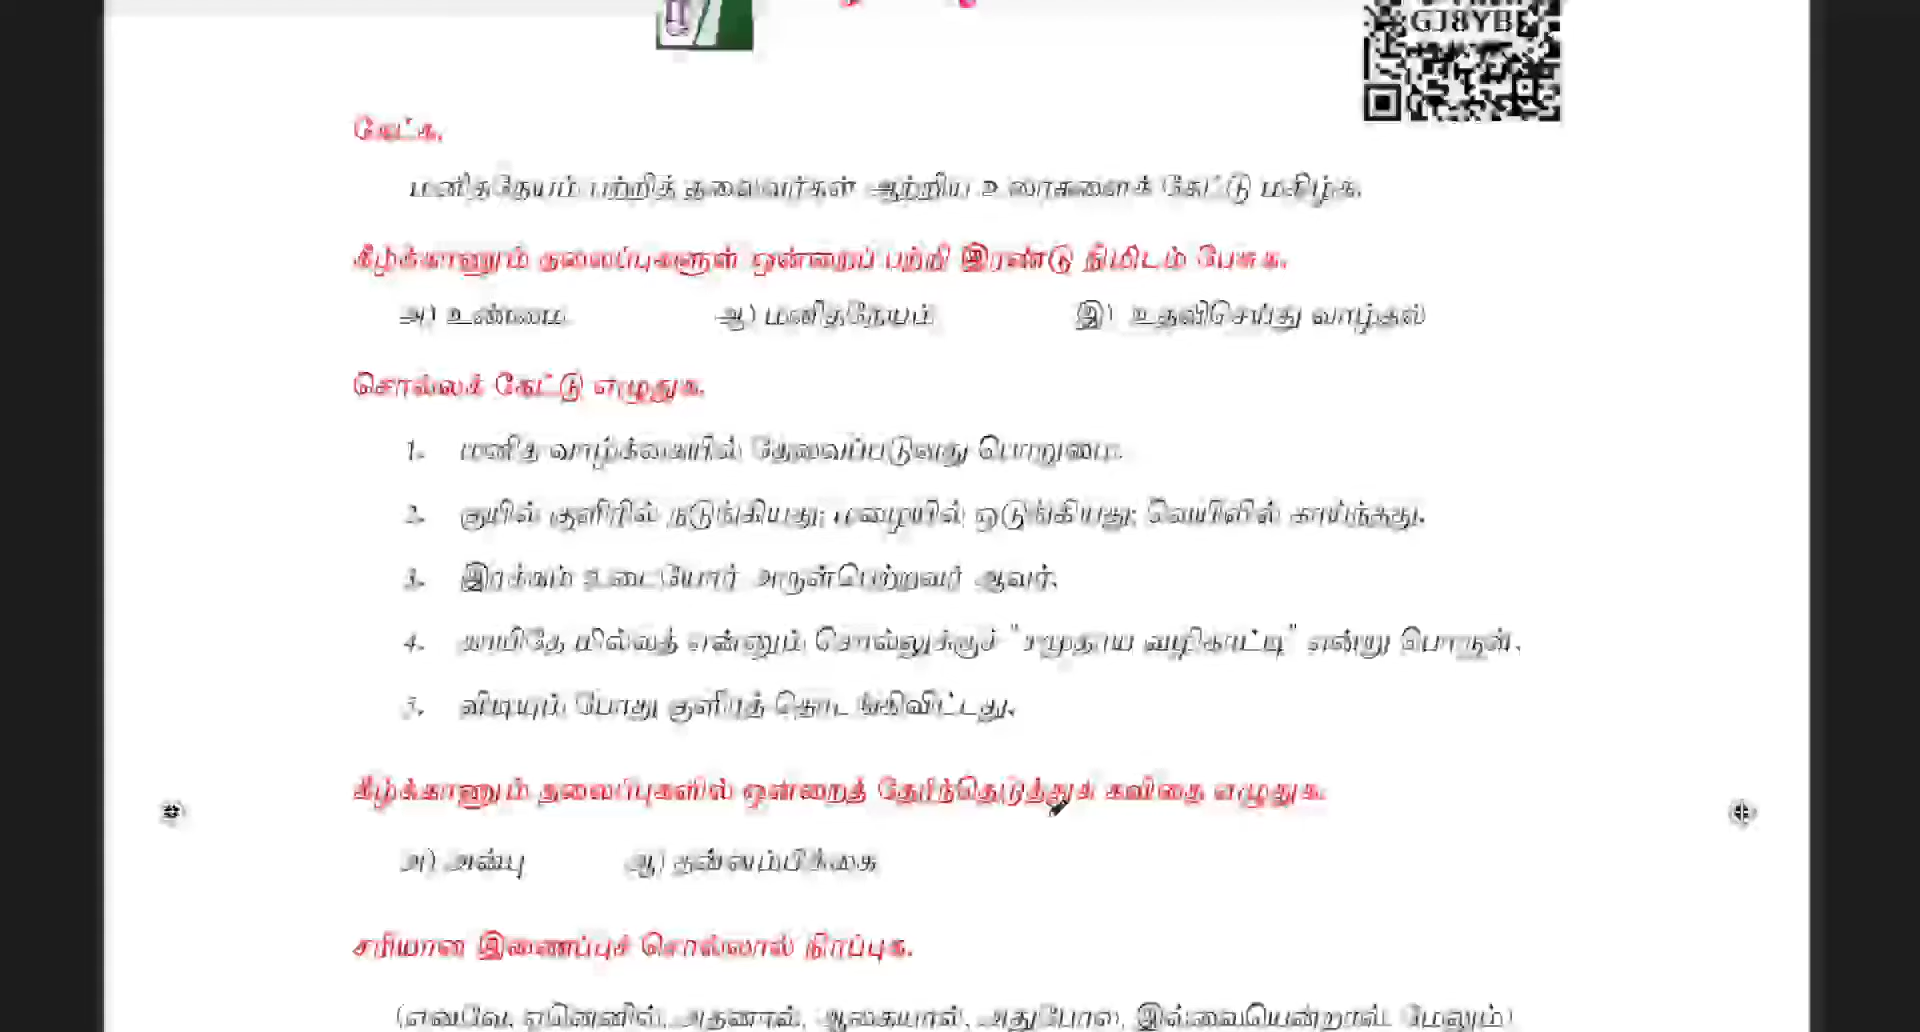 GJ8YB
கேட்க.
மனிதநேயம் பற்றித் தலைவர்கள் ஆற்றிய உரைகளைக் கேட்டு மகிழ்க.
கீழ்க்காணும் தலைப்புகளுள் ஒன்றைப் பற்றி இரண்டு நிமிடம் பேசுக.
அ) உண்மை ஆ) மனிதநேயம் இ) உதவிசெய்து வாழ்தல்
சொல்லக் கேட்டு எழுதுக.
1. மனித வாழ்க்கையில் தேவைப்படுவது பொறுமை.
2. குயில் குளிரில் நடுங்கியது; மழையில் ஒடுங்கியது; வெயிலில் காய்ந்தது.
3. இரக்கம் உடையோர் அருள்பெற்றவர் ஆவர்.
4. காயிதே மில்லத் என்னும் சொல்லுக்குச் "சமுதாய வழிகாட்டி" என்று பொருள்.
5. விடியும் போது குளிரத் தொடங்கிவிட்டது.
கீழ்க்காணும் தலைப்புகளில் ஒன்றைத் தேர்ந்தெடுத்துக் கவிதை எழுதுக.
அ) அன்பு ஆ) தன்னம்பிக்கை
சரியான இணைப்புச் சொல்லால் நிரப்புக.
(எனவே, ஏனெனில், அதனால், ஆகையால், அதுபோல, இல்லையென்றால், மேலும்)